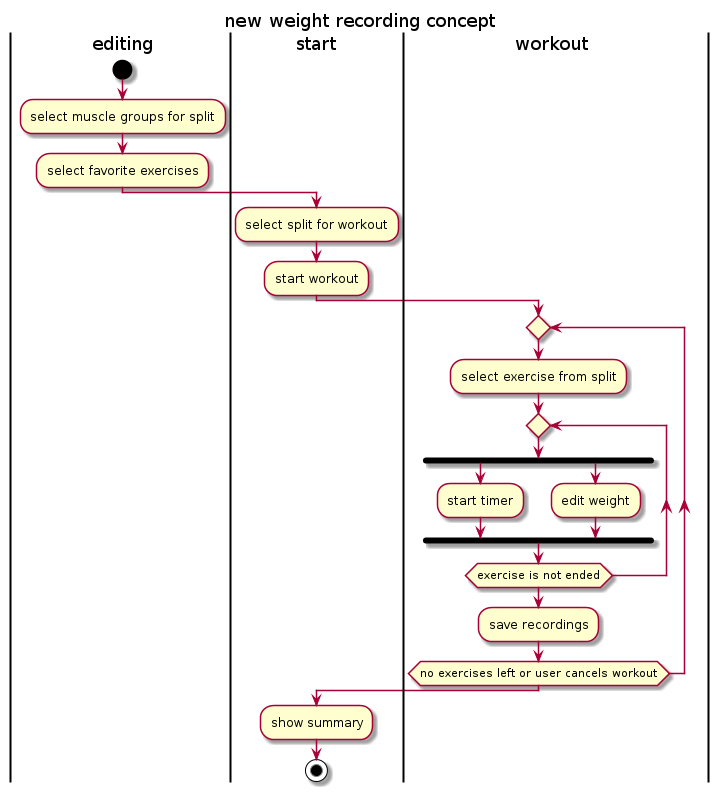 new weight recording concept
editing
start
workout
select muscle groups for split
select favorite exercises
select split for workout
start workout
select exercise from split
start timer
edit weight
exercise is not ended
save recordings
no exercises left or user cancels workout
show summary